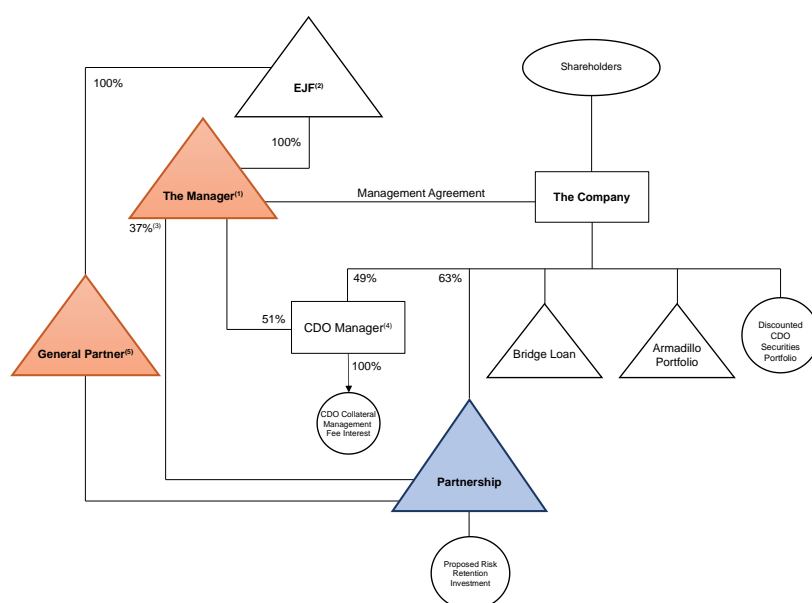 EJF(2)
Shareholders
100%
100%
The Manager(1)
Management Agreement
The Company
37%(3)
49%
63%
51%
CDO Manager(4)
Discounted
CDO
Securities
Portfolio
General Partner(5)
Bridge Loan
Armadillo
Portfolio
100%
CDO Collateral
Management
Fee Interest
Partnership
Proposed Risk
Retention
Investment